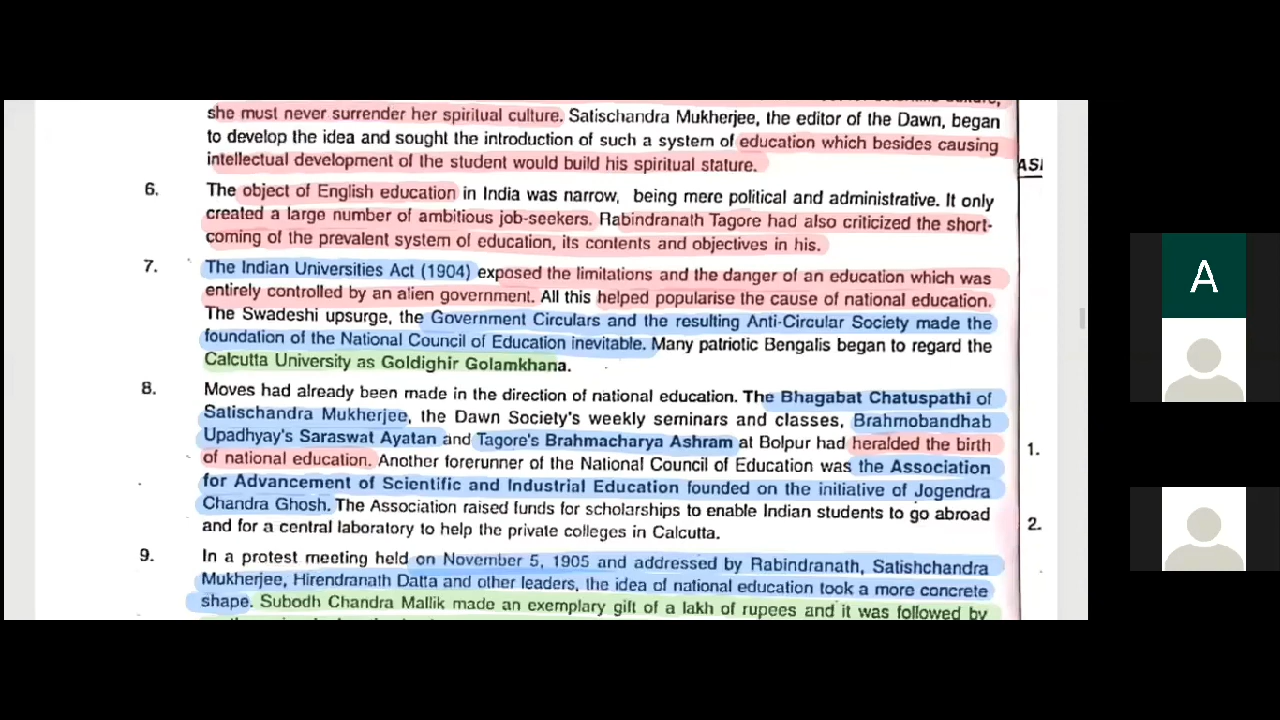 she must never surrender her spiritual culture. Satischandra Mukherjee, the editor of the Dawn, began
to develop the idea and sought the introduction of such a system of education which besides causing
intellectual development of the student would build his spiritual stature.
6. The object of English education in India was narrow, being mere political and administrative. It only
created a large number of ambitious job-seekers. Rabindranath Tagore had also criticized the short-
coming of the prevalent system of education, its contents and objectives in his.
7. The Indian Universities Act (1904) exposed the limitations and the danger of an education which was
entirely controlled by an alien government. All this helped popularise the cause of national education.
The Swadeshi upsurge, the Government Circulars and the resulting Anti-Circular Society made the
foundation of the National Council of Education inevitable. Many patriotic Bengalis began to regard the
Calcutta University as Goldighir Golamkhana.
8. Moves had already been made in the direction of national education. The Bhagabat Chatuspathi of
Satischandra Mukherjee, the Dawn Society's weekly seminars and classes, Brahmobandhab
Upadhyay's Saraswat Ayatan and Tagore's Brahmacharya Ashram at Bolpur had heralded the birth
of national education. Another forerunner of the National Council of Education was the Association
for Advancement of Scientific and Industrial Education founded on the initiative of Jogendra
Chandra Ghosh. The Association raised funds for scholarships to enable Indian students to go abroad
and for a central laboratory to help the private colleges in Calcutta.
9. In a protest meeting held on November 5, 1905 and addressed by Rabindranath, Satishchandra
Mukherjee, Hirendranath Datta and other leaders, the idea of national education took a more concrete
shape. Subodh Chandra Mallik made an exemplary gift of a lakh of rupees and it was followed by
1.
2.
A